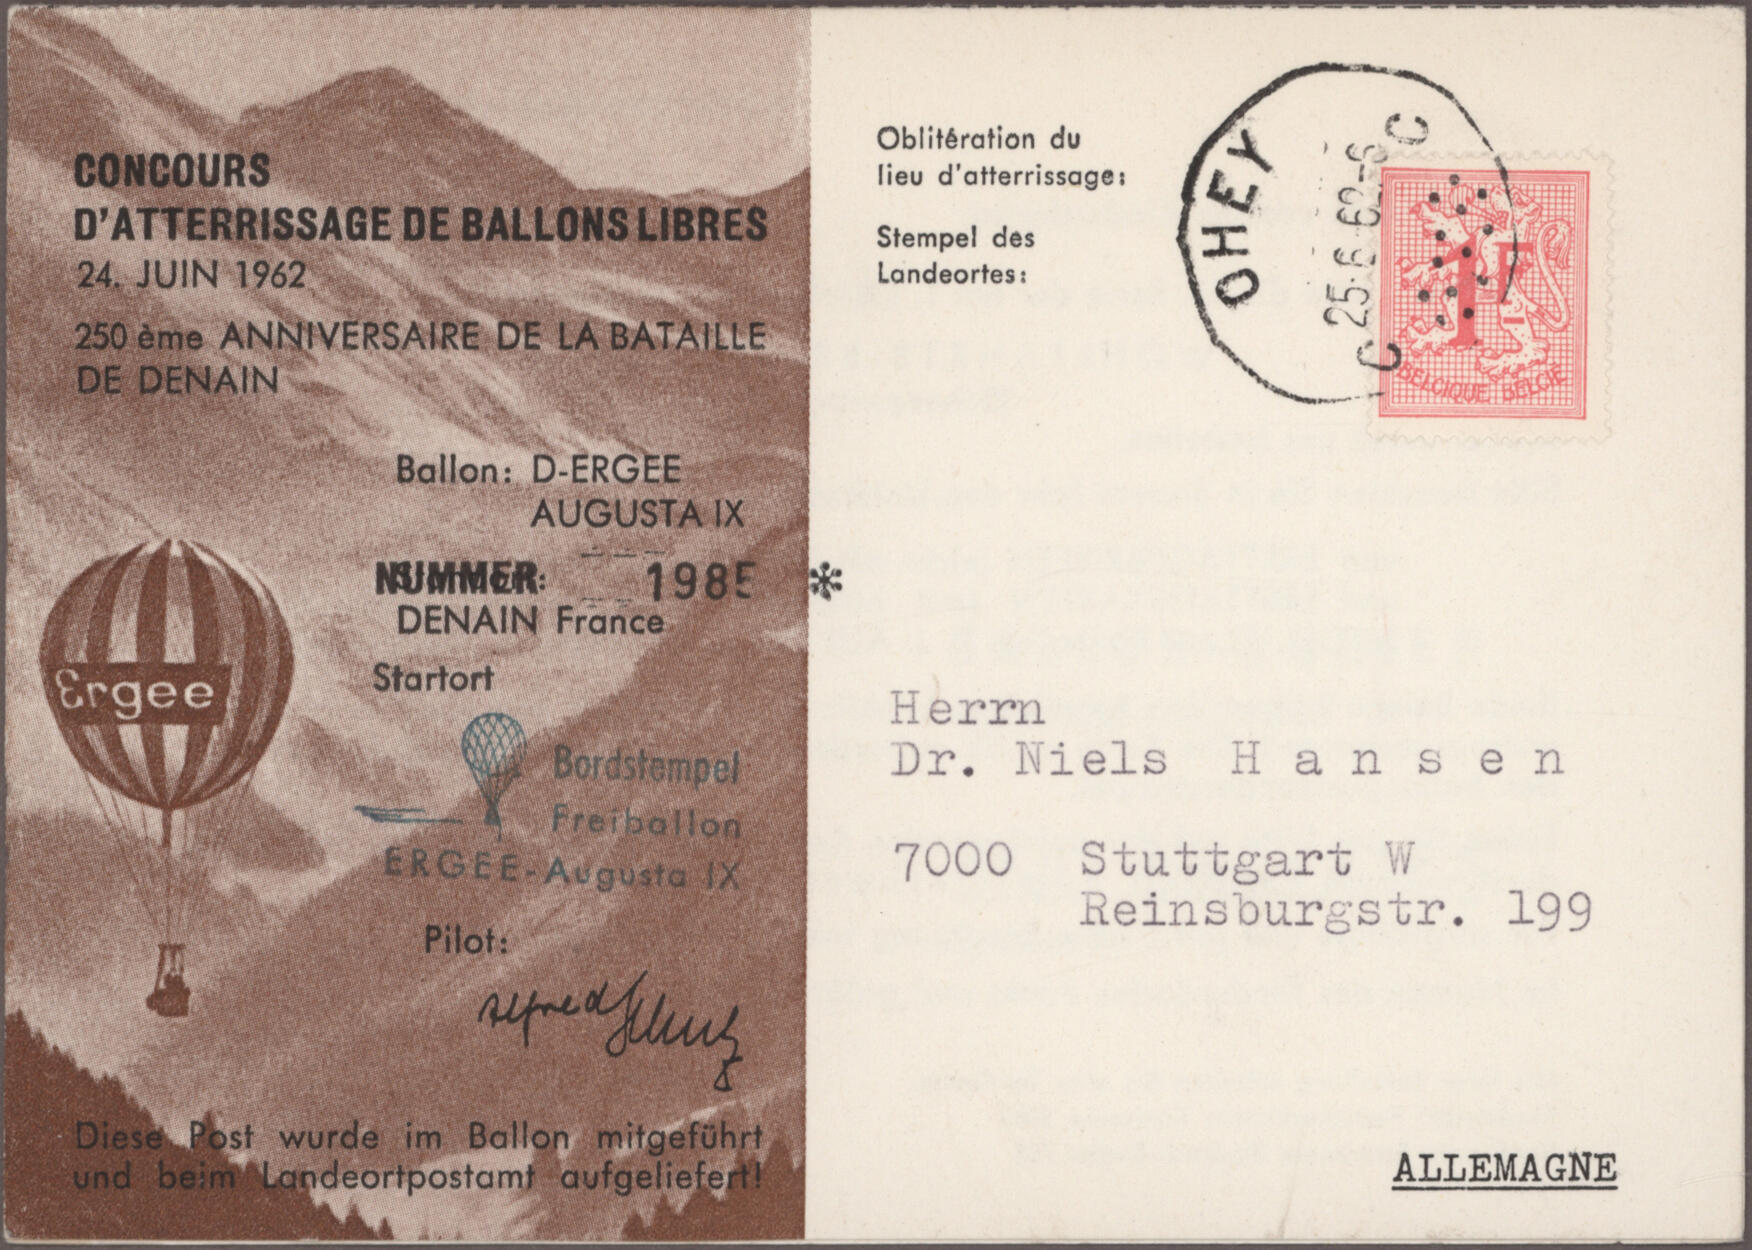 CONCOURS
D'ATTERRISSAGE DE BALLONS LIBRES
24. JUIN 1962
250 ème ANNIVERSAIRE DE LA BATAILLE
DE DENAIN
Ballon: D-ERGEE
AUGUSTA IX
NUMMER 1985 *
DENAIN France
Startort
Ergee
Bordstempel
Freiballon
ERGEE-Augusta IX
Pilot:
Alfred
Diese Post wurde im Ballon mitgeführt
und beim Landeortpostamt aufgeliefert!
Oblitération du
lieu d'atterrissage:
Stempel des
Landeortes:
OHEY
C 25-6-62-6 C
1F
BELGIQUE BELGIË
Herrn
Dr. Niels Hansen
7000 Stuttgart W
Reinsburgstr. 199
ALLEMAGNE